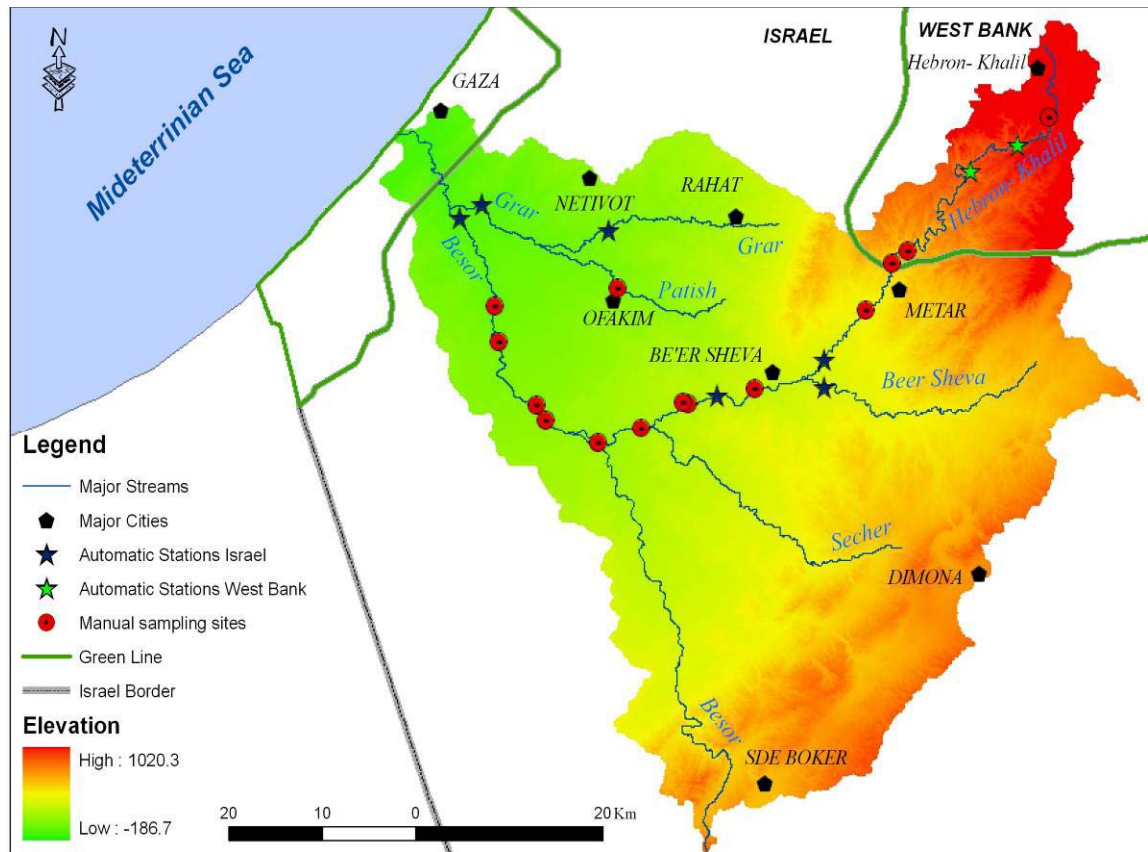 N
Mideterrinian Sea
GAZA
ISRAEL
WEST BANK
Hebron- Khalil
Hebron- Khalil
Grar
NETIVOT
RAHAT
Grar
Besor
Patish
OFAKIM
METAR
BE'ER SHEVA
Beer Sheva
Secher
DIMONA
Besor
SDE BOKER
Legend
Major Streams
Major Cities
Automatic Stations Israel
Automatic Stations West Bank
Manual sampling sites
Green Line
Israel Border
Elevation
High : 1020.3
Low : -186.7
20 10 0 20 Km